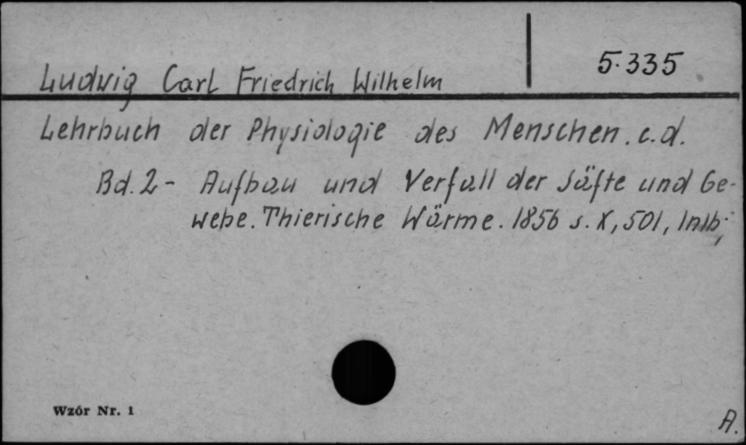 5.335
Ludwig Carl Friedrich Wilhelm
Lehrbuch der Physiologie des Menschen. c.d.
Bd. 2 - Aufbau und Verfall der Säfte und Ge-
webe. Thierische Wärme. 1856 s. X, 501, 1nlb;
Wzór Nr. 1
A.